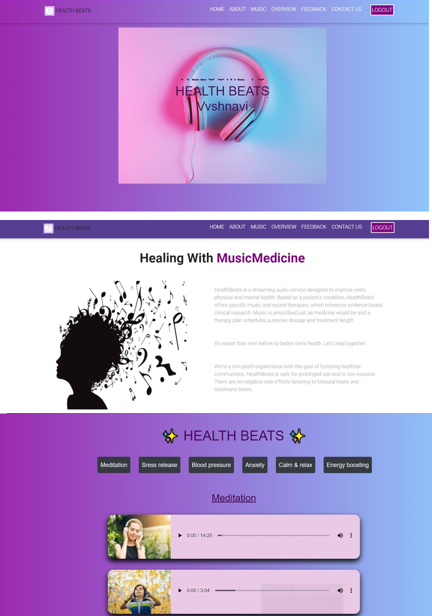 HEALTH BEATS
HOME ABOUT MUSIC OVERVIEW FEEDBACK CONTACT US LOGOUT
WELCOME TO
HEALTH BEATS
Vvshnavi
HEALTH BEATS
HOME ABOUT MUSIC OVERVIEW FEEDBACK CONTACT US LOGOUT
Healing With MusicMedicine
HealthBeats is a streaming audio service designed to improve one's
physical and mental health. Based on a patient's condition, HealthBeats
offers specific music and sound therapies, which reference evidence-based
clinical research. Music is prescribed just as medicine would and a
therapy plan schedules a precise dosage and treatment length.
It's easier than ever before to better one's health. Let's heal together.
We're a non-profit organization with the goal of fostering healthier
communities. HealthBeats is safe for prolonged use and is non-invasive.
There are no negative side effects listening to binaural beats and
isochronic tones.
HEALTH BEATS
Meditation Sress release Blood pressure Anxiety Calm & relax Energy boosting
Meditation
0:00 / 14:25
0:00 / 3:04